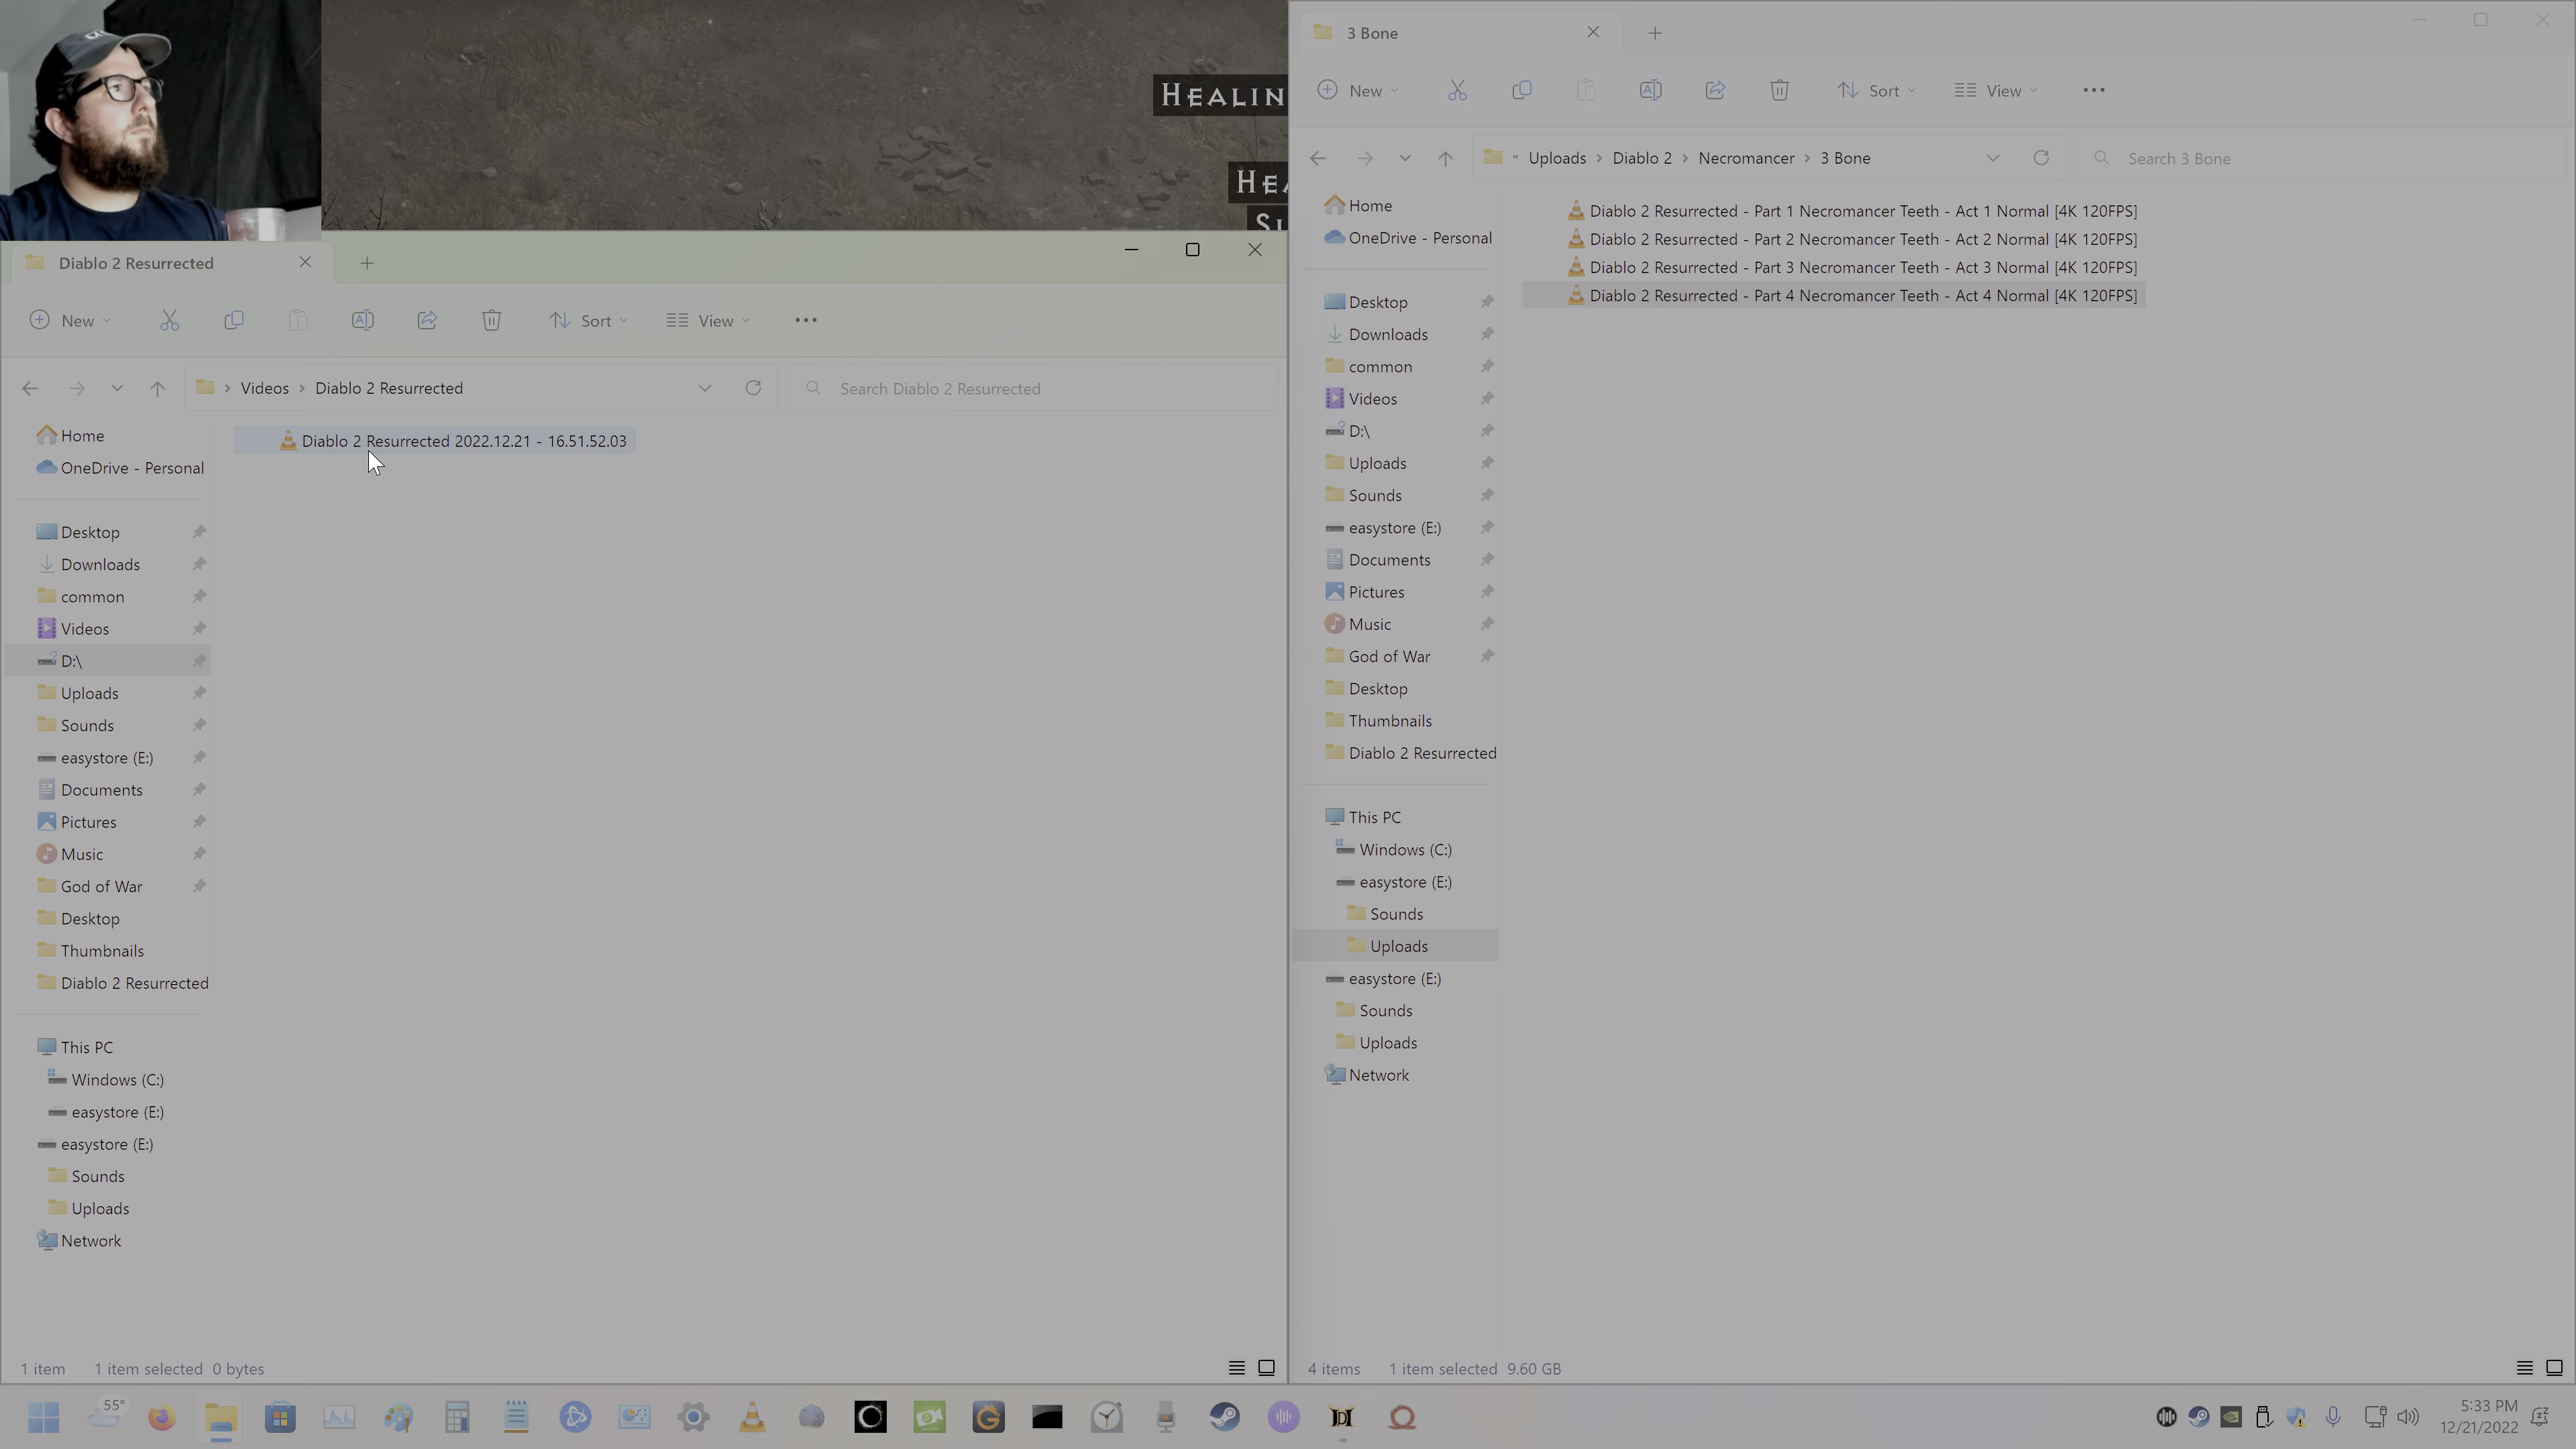 HEALIN
HEA
SU
Diablo 2 Resurrected
New
Sort
View
Videos
Diablo 2 Resurrected
Search Diablo 2 Resurrected
Home
OneDrive - Personal
Diablo 2 Resurrected 2022.12.21 - 16.51.52.03
Desktop
Downloads
common
Videos
D:\
Uploads
Sounds
easystore (E:)
Documents
Pictures
Music
God of War
Desktop
Thumbnails
Diablo 2 Resurrected
This PC
Windows (C:)
easystore (E:)
easystore (E:)
Sounds
Uploads
Network
1 item 1 item selected 0 bytes
3 Bone
New
Sort
View
« Uploads
Diablo 2
Necromancer
3 Bone
Search 3 Bone
Home
OneDrive - Personal
Diablo 2 Resurrected - Part 1 Necromancer Teeth - Act 1 Normal [4K 120FPS]
Diablo 2 Resurrected - Part 2 Necromancer Teeth - Act 2 Normal [4K 120FPS]
Diablo 2 Resurrected - Part 3 Necromancer Teeth - Act 3 Normal [4K 120FPS]
Diablo 2 Resurrected - Part 4 Necromancer Teeth - Act 4 Normal [4K 120FPS]
Desktop
Downloads
common
Videos
D:\
Uploads
Sounds
easystore (E:)
Documents
Pictures
Music
God of War
Desktop
Thumbnails
Diablo 2 Resurrected
This PC
Windows (C:)
easystore (E:)
Sounds
Uploads
easystore (E:)
Sounds
Uploads
Network
4 items 1 item selected 9.60 GB
55°
5:33 PM
12/21/2022